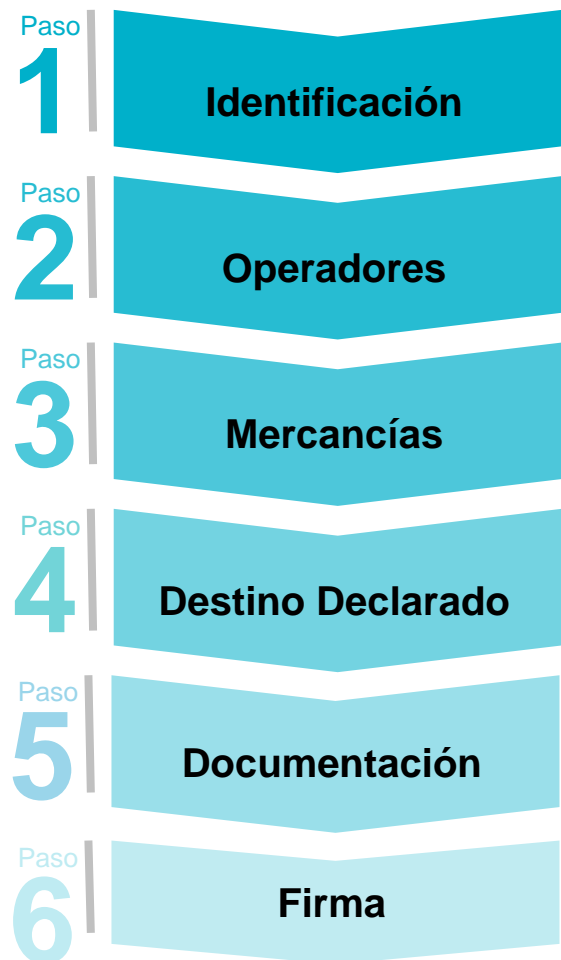 Paso
1
Identificación
Paso
2
Operadores
Paso
3
Mercancías
Paso
4
Destino Declarado
Paso
5
Documentación
Paso
6
Firma